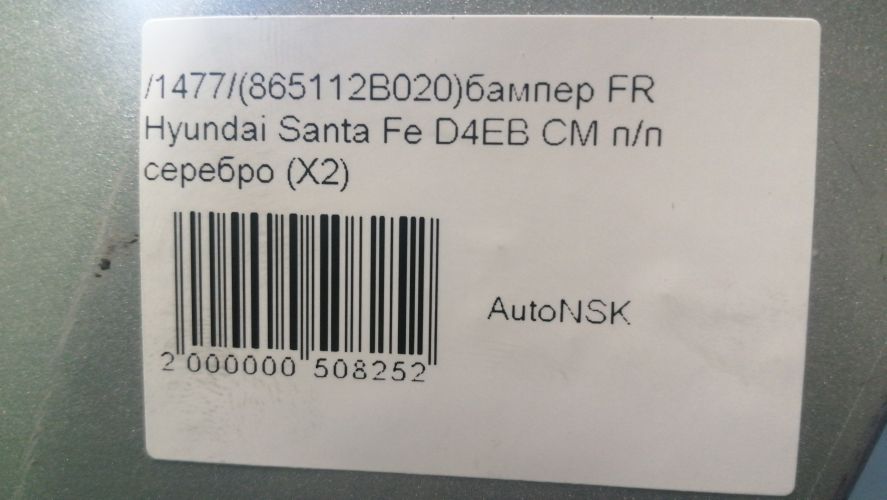 /1477/(865112B020)бампер FR
Hyundai Santa Fe D4EB CM п/п
серебро (X2)
AutoNSK
2 000000 508252